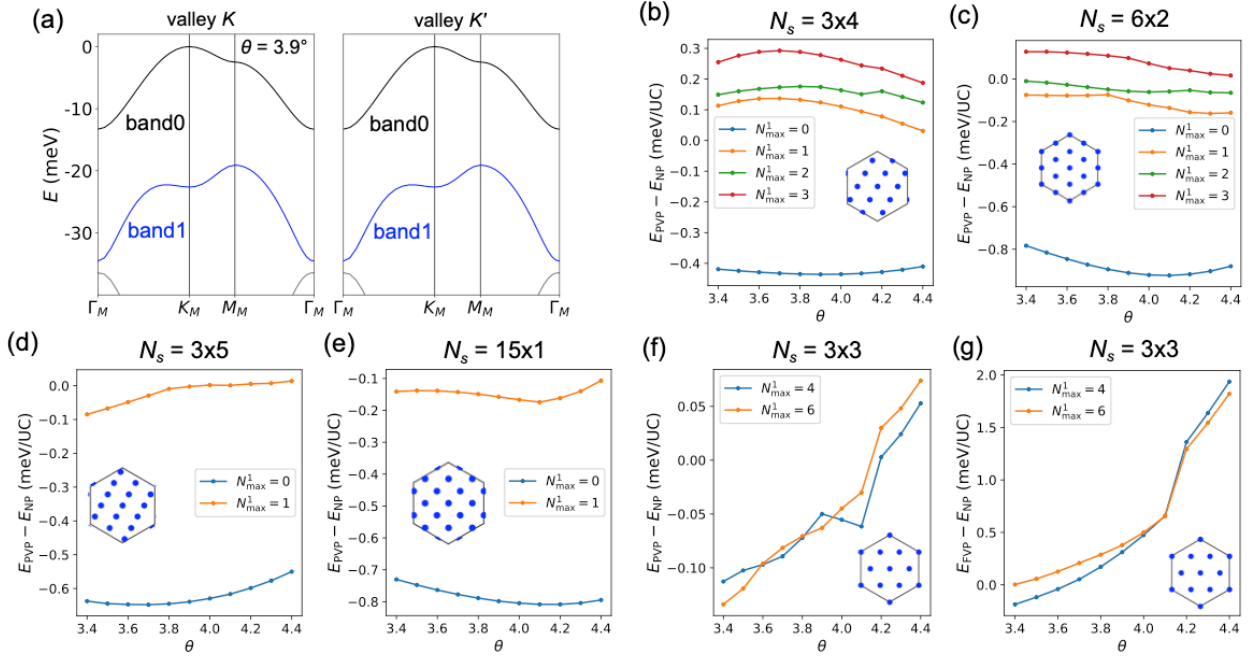 (a)
valley K
valley K'
θ = 3.9°
E (meV)
0
−10
−20
−30
band0
band1
band0
band1
Γ_M
K_M
M_M
Γ_M
Γ_M
K_M
M_M
Γ_M
(b)
N_s = 3x4
E_PVP − E_NP (meV/UC)
0.3
0.2
0.1
0.0
−0.1
−0.2
−0.3
−0.4
N^1_max = 0
N^1_max = 1
N^1_max = 2
N^1_max = 3
3.4 3.6 3.8 4.0 4.2 4.4
θ
(c)
N_s = 6x2
E_PVP − E_NP (meV/UC)
0.0
−0.2
−0.4
−0.6
−0.8
N^1_max = 0
N^1_max = 1
N^1_max = 2
N^1_max = 3
3.4 3.6 3.8 4.0 4.2 4.4
θ
(d)
N_s = 3x5
E_PVP − E_NP (meV/UC)
0.0
−0.1
−0.2
−0.3
−0.4
−0.5
−0.6
N^1_max = 0
N^1_max = 1
3.4 3.6 3.8 4.0 4.2 4.4
θ
(e)
N_s = 15x1
E_PVP − E_NP (meV/UC)
−0.1
−0.2
−0.3
−0.4
−0.5
−0.6
−0.7
−0.8
N^1_max = 0
N^1_max = 1
3.4 3.6 3.8 4.0 4.2 4.4
θ
(f)
N_s = 3x3
E_PVP − E_NP (meV/UC)
0.05
0.00
−0.05
−0.10
N^1_max = 4
N^1_max = 6
3.4 3.6 3.8 4.0 4.2 4.4
θ
(g)
N_s = 3x3
E_FVP − E_NP (meV/UC)
2.0
1.5
1.0
0.5
0.0
N^1_max = 4
N^1_max = 6
3.4 3.6 3.8 4.0 4.2 4.4
θ